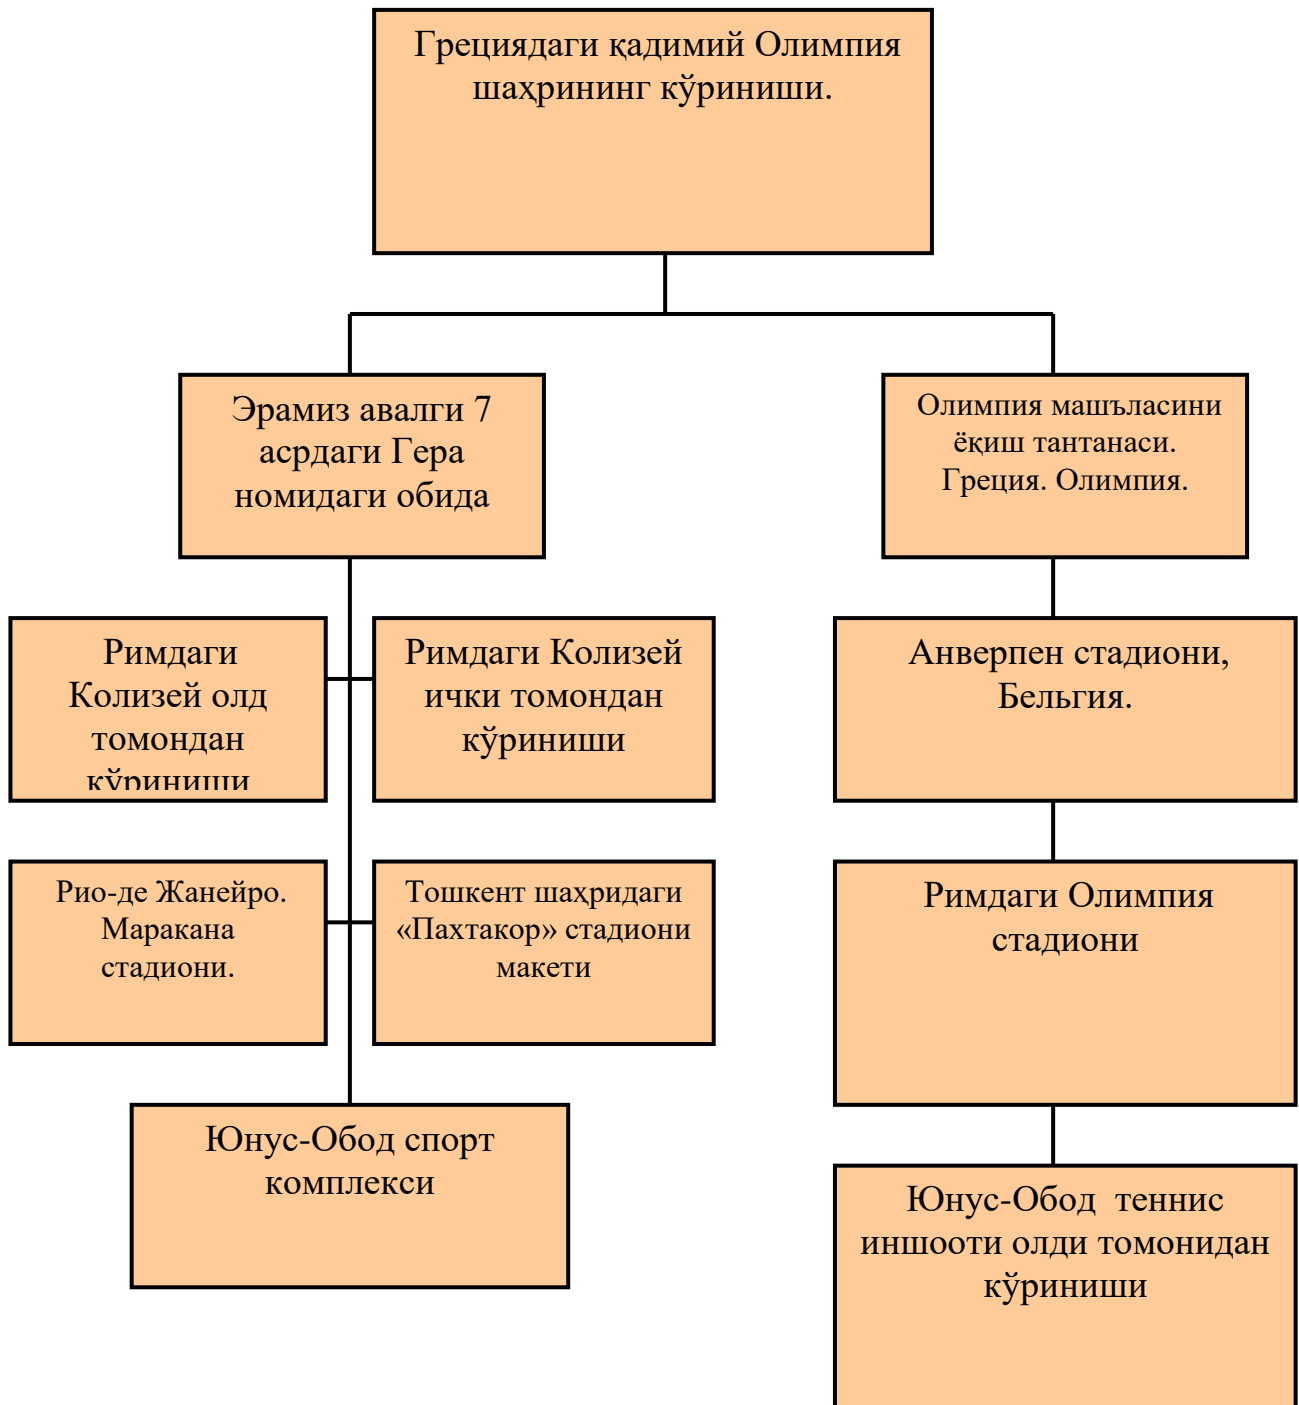 Грециядаги қадимий Олимпия
шаҳрининг кўриниши.
Эрамиз авалги 7
асрдаги Гера
номидаги обида
Олимпия машъласини
ёқиш тантанаси.
Греция. Олимпия.
Римдаги
Колизей олд
томондан
кўриниши
Римдаги Колизей
ички томондан
кўриниши
Анверпен стадиони,
Бельгия.
Рио-де Жанейро.
Маракана
стадиони.
Тошкент шаҳридаги
«Пахтакор» стадиони
макети
Римдаги Олимпия
стадиони
Юнус-Обод спорт
комплекси
Юнус-Обод  теннис
иншооти олди томонидан
кўриниши